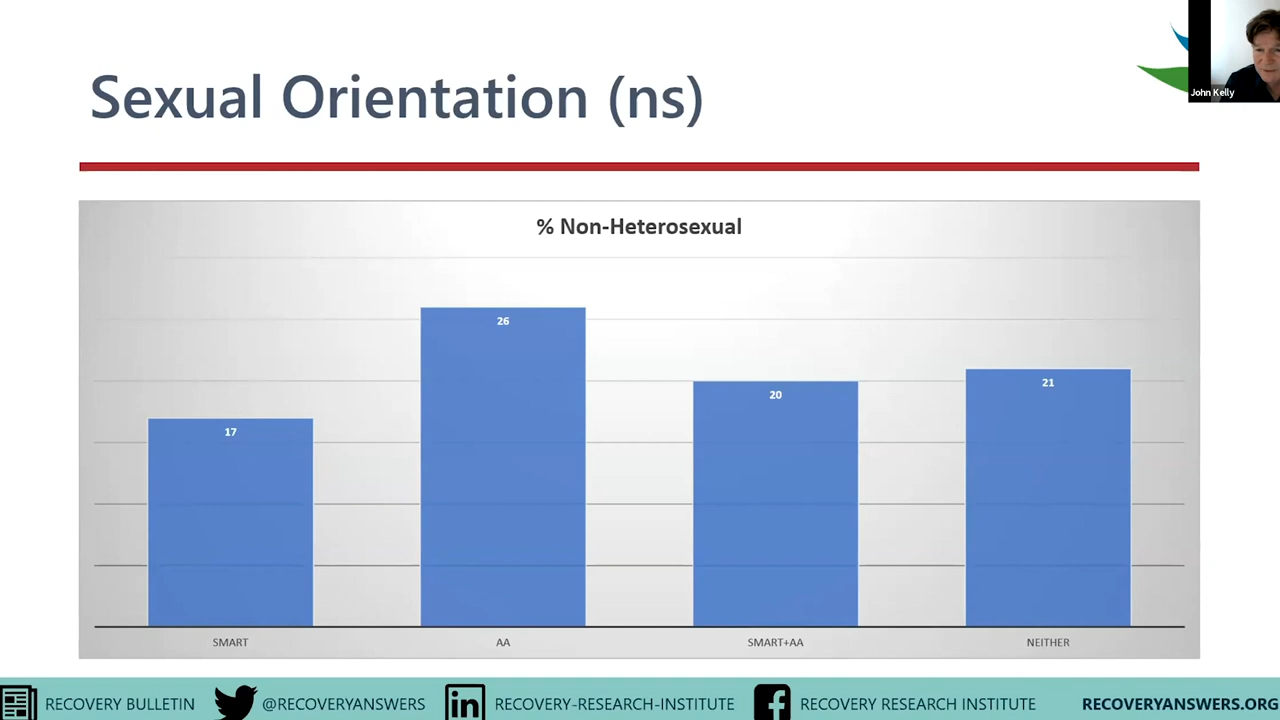 Sexual Orientation (ns)
John Kelly
% Non-Heterosexual
17
26
20
21
SMART
AA
SMART+AA
NEITHER
RECOVERY BULLETIN
@RECOVERYANSWERS
RECOVERY-RESEARCH-INSTITUTE
RECOVERY RESEARCH INSTITUTE
RECOVERYANSWERS.ORG